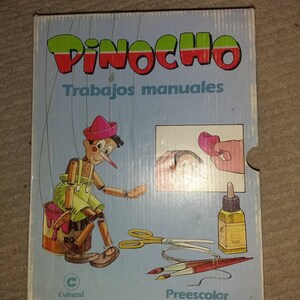 PINOCHO
Trabajos manuales
C
Cultural
Preescolar